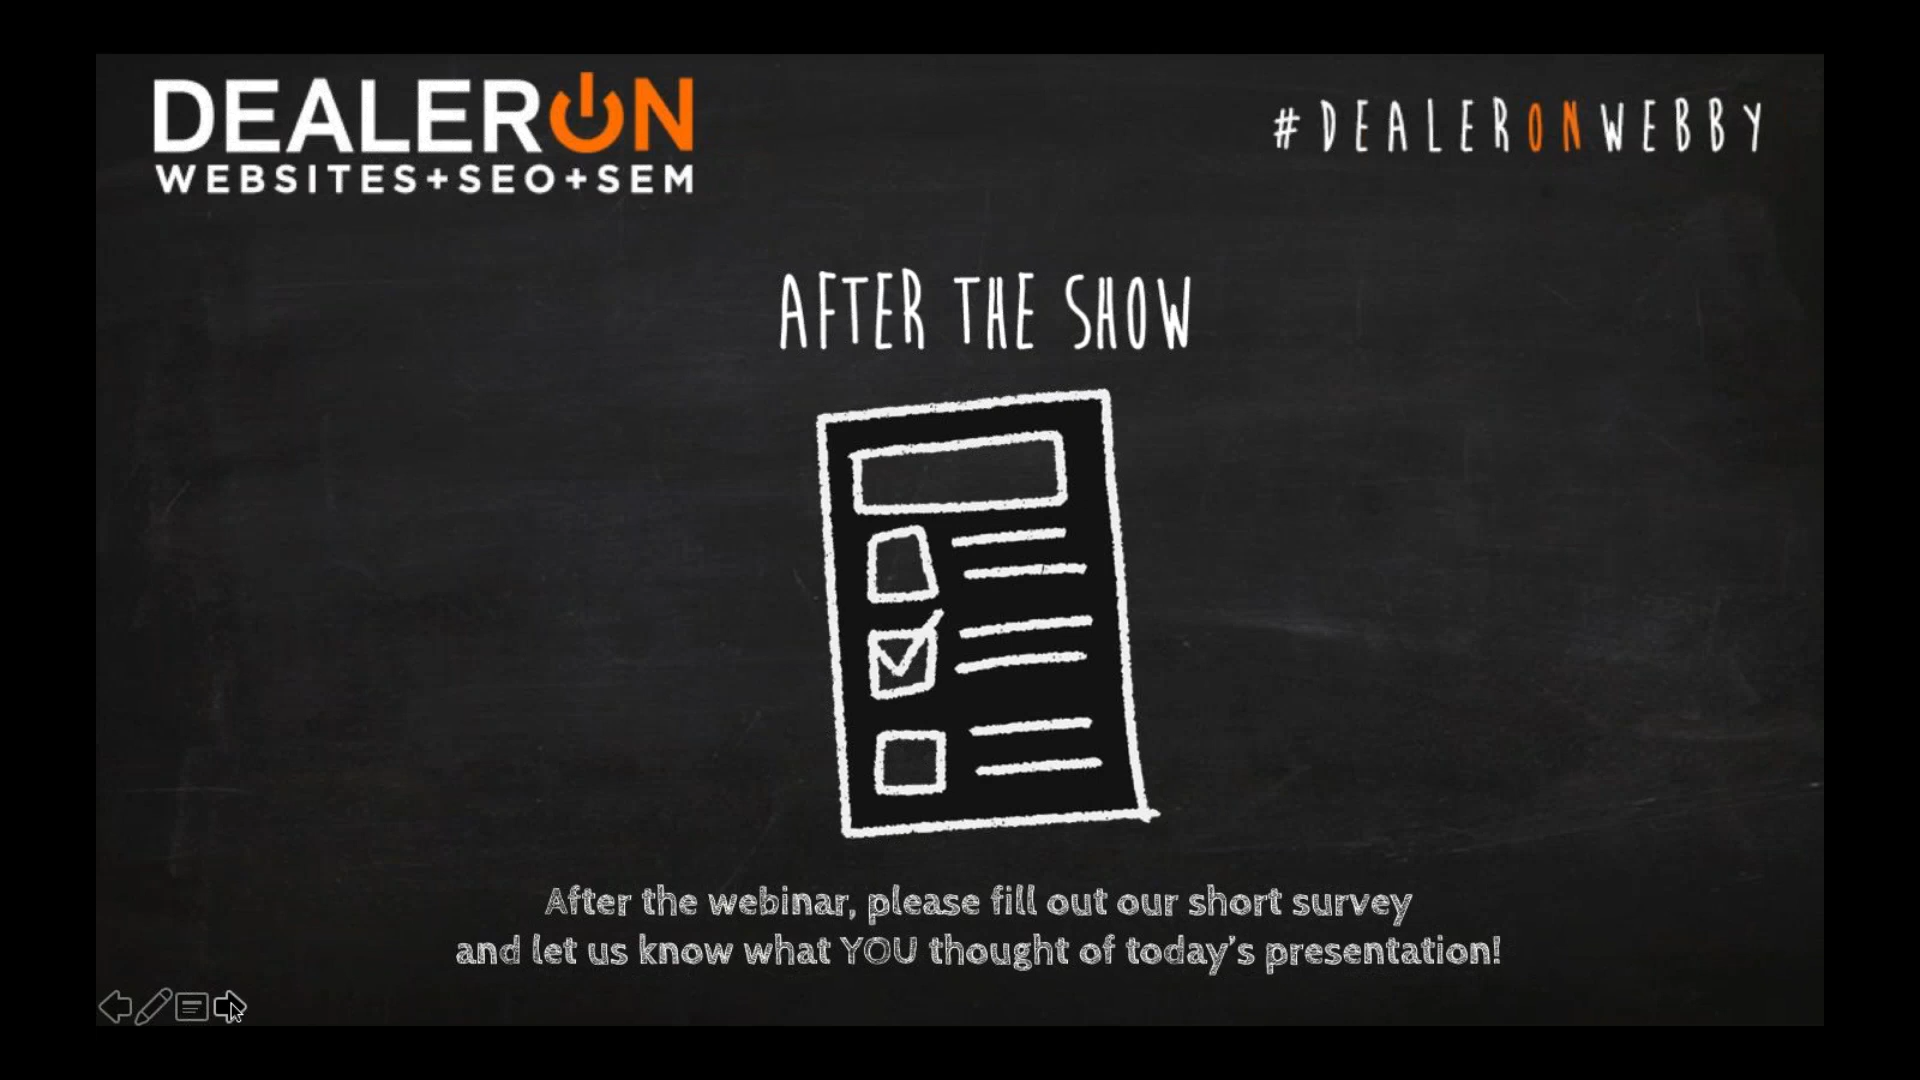 DEALERON
WEBSITES+SEO+SEM
#DEALERONWEBBY
AFTER THE SHOW
After the webinar, please fill out our short survey
and let us know what YOU thought of today's presentation!